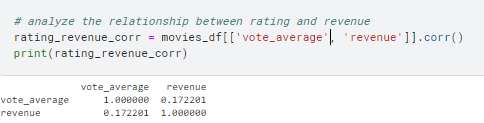 # analyze the relationship between rating and revenue
rating_revenue_corr = movies_df[['vote_average', 'revenue']].corr()
print(rating_revenue_corr)
vote_average revenue
vote_average 1.000000 0.172201
revenue 0.172201 1.000000